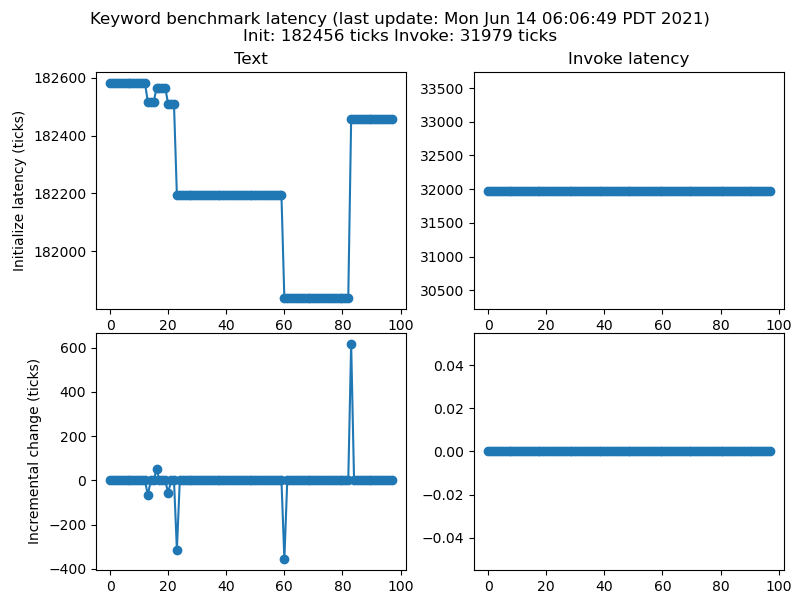 Keyword benchmark latency (last update: Mon Jun 14 06:06:49 PDT 2021)
Init: 182456 ticks Invoke: 31979 ticks
Text
Invoke latency
182600
182400
182200
182000
Initialize latency (ticks)
0 20 40 60 80 100
33500
33000
32500
32000
31500
31000
30500
0 20 40 60 80 100
600
400
200
0
−200
−400
Incremental change (ticks)
0 20 40 60 80 100
0.04
0.02
0.00
−0.02
−0.04
0 20 40 60 80 100